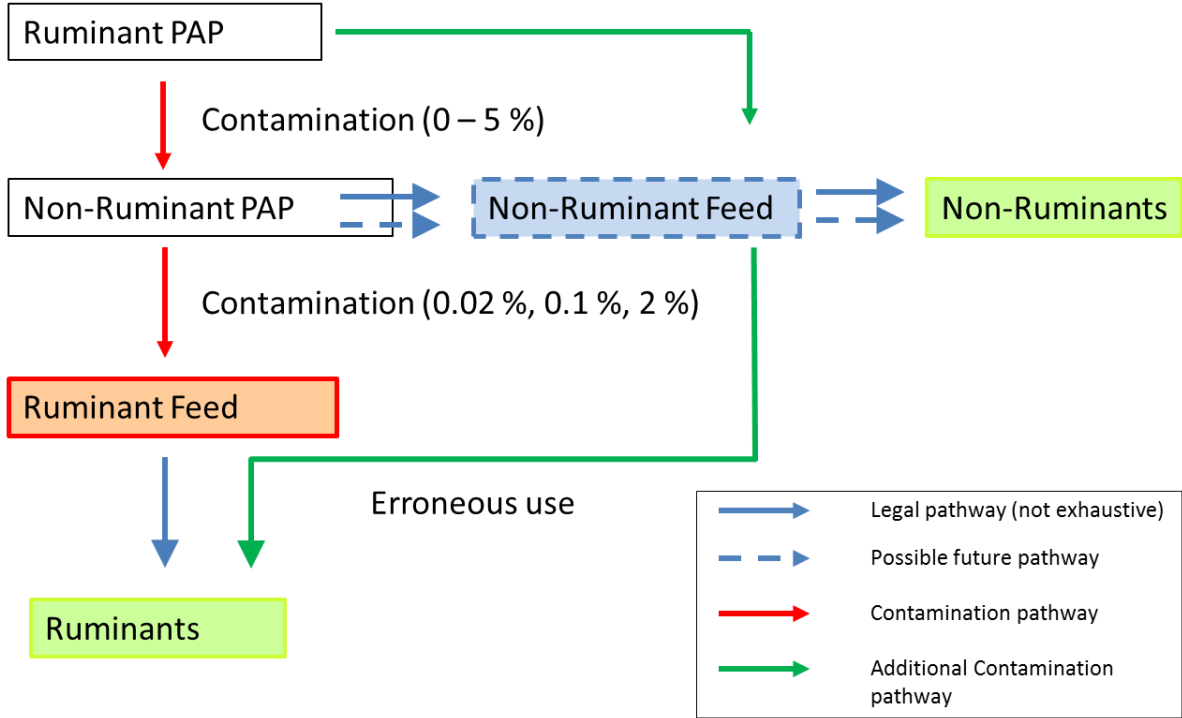 Ruminant PAP
Contamination (0 – 5 %)
Non-Ruminant PAP
Non-Ruminant Feed
Non-Ruminants
Contamination (0.02 %, 0.1 %, 2 %)
Ruminant Feed
Erroneous use
Ruminants
Legal pathway (not exhaustive)
Possible future pathway
Contamination pathway
Additional Contamination
pathway